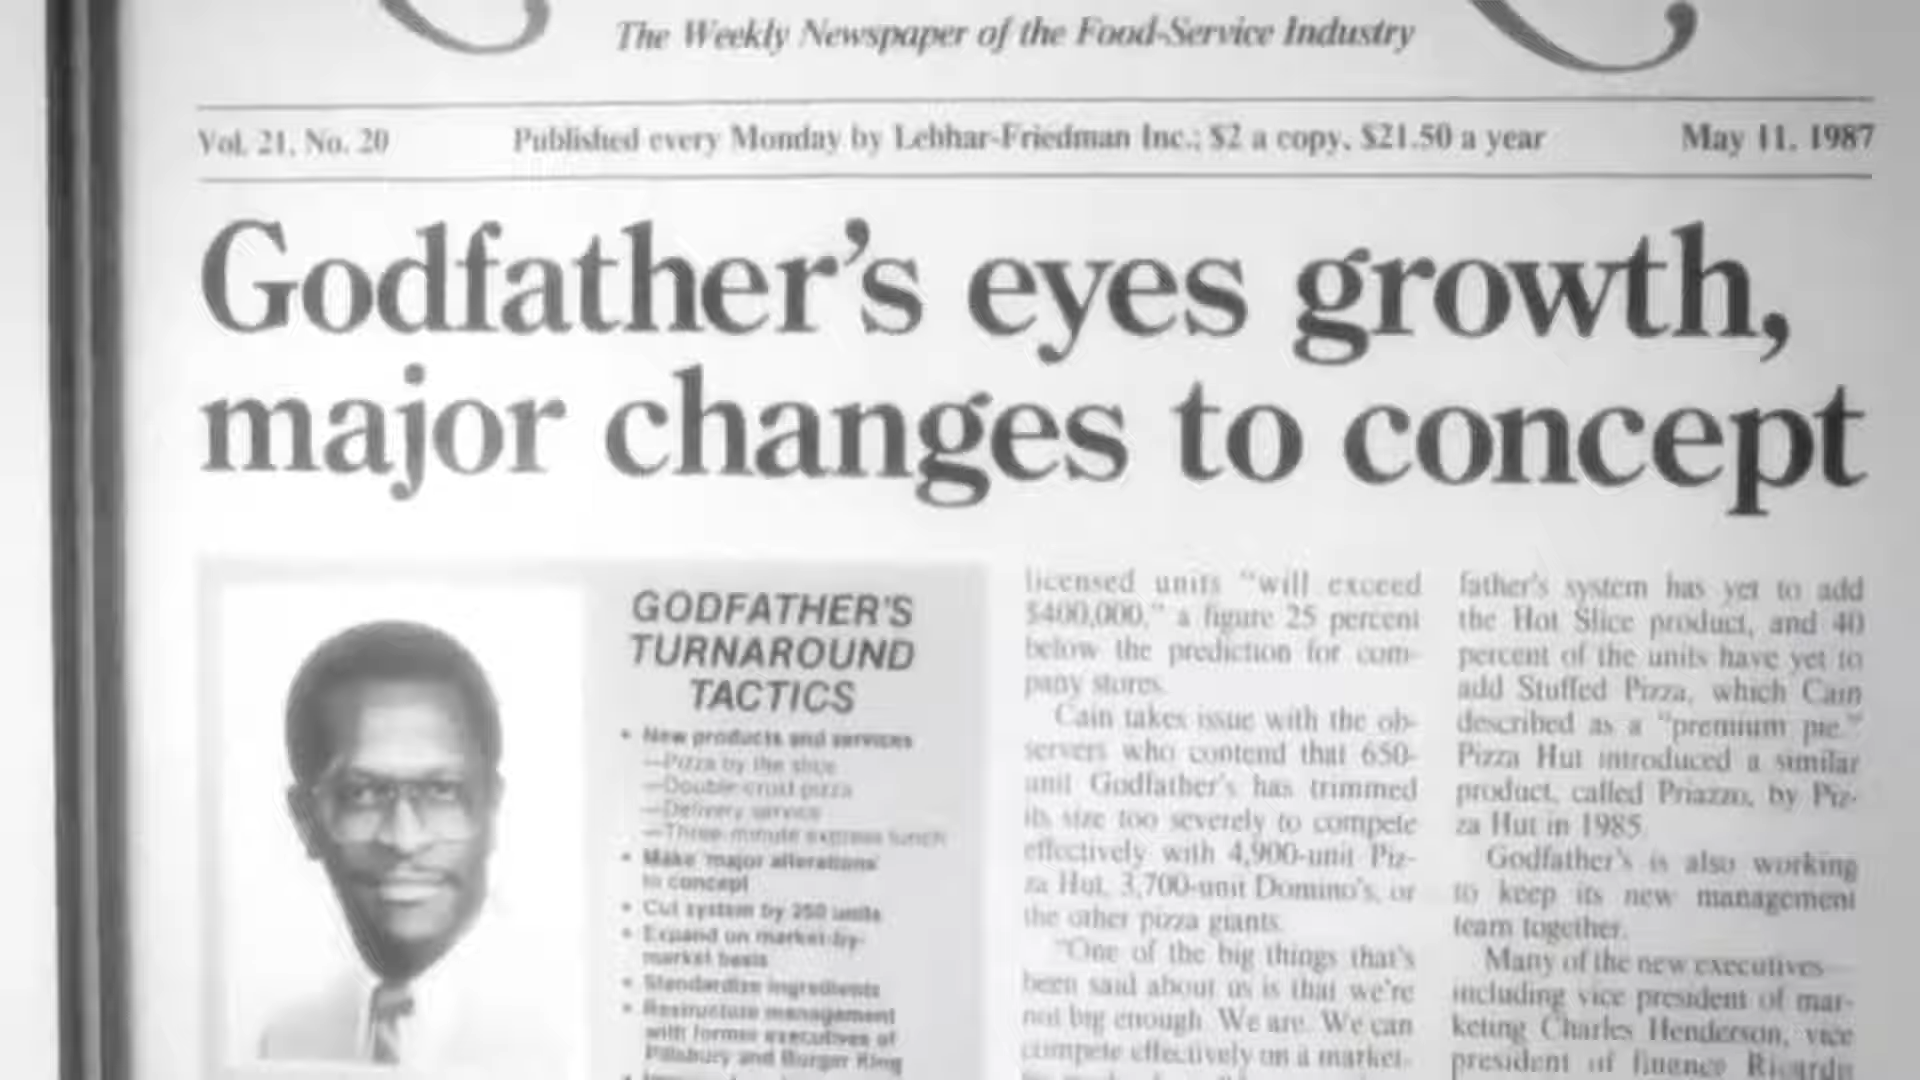 The Weekly Newspaper of the Food-Service Industry
Vol. 21, No. 20
Published every Monday by Lebhar-Friedman Inc.; $2 a copy, $21.50 a year
May 11, 1987
Godfather's eyes growth,
major changes to concept
GODFATHER'S
TURNAROUND
TACTICS
• New products and services
—Pizza by the slice
—Double-crust pizza
—Delivery service
—Three-minute express lunch
• Make 'major alterations'
to concept
• Cut system by 250 units
• Expand on market-by-
market basis
• Standardize ingredients
• Restructure management
with former executives of
Pillsbury and Burger King
licensed units "will exceed
$400,000," a figure 25 percent
below the prediction for com-
pany stores.
Cain takes issue with the ob-
servers who contend that 650-
unit Godfather's has trimmed
its size too severely to compete
effectively with 4,900-unit Piz-
za Hut, 3,700-unit Domino's, or
the other pizza giants.
"One of the big things that's
been said about us is that we're
not big enough. We are. We can
compete effectively on a market-
father's system has yet to add
the Hot Slice product, and 40
percent of the units have yet to
add Stuffed Pizza, which Cain
described as a "premium pie."
Pizza Hut introduced a similar
product, called Priazzo, by Piz-
za Hut in 1985.
Godfather's is also working
to keep its new management
team together.
Many of the new executives—
including vice president of mar-
keting Charles Henderson, vice
president of finance Ricardo